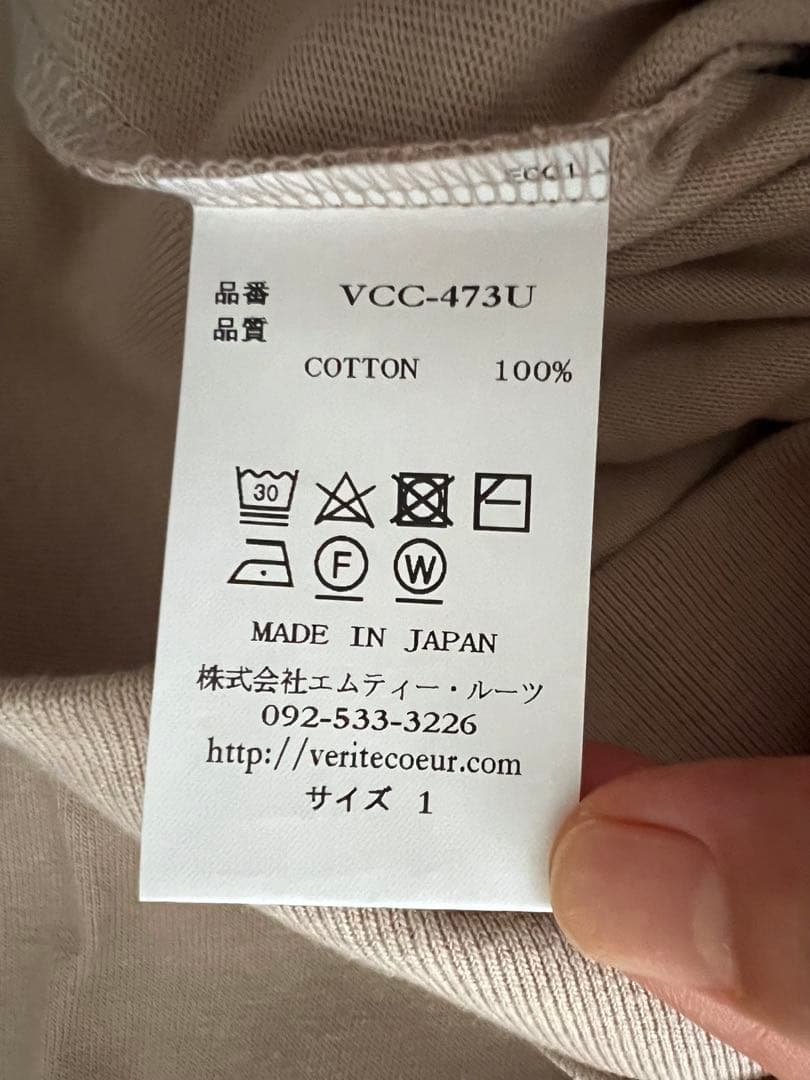 品番 VCC-473U
品質
COTTON 100%
30
F W
MADE IN JAPAN
株式会社エムティー・ルーツ
092-533-3226
http://veritecoeur.com
サイズ 1